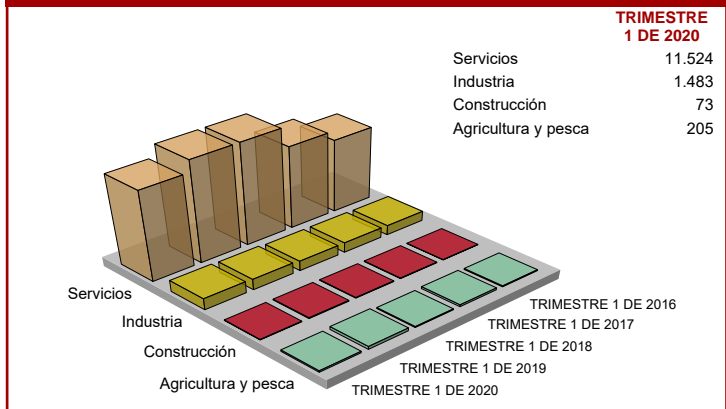 TRIMESTRE
1 DE 2020
Servicios 11.524
Industria 1.483
Construcción 73
Agricultura y pesca 205
Servicios
Industria
Construcción
Agricultura y pesca
TRIMESTRE 1 DE 2016
TRIMESTRE 1 DE 2017
TRIMESTRE 1 DE 2018
TRIMESTRE 1 DE 2019
TRIMESTRE 1 DE 2020